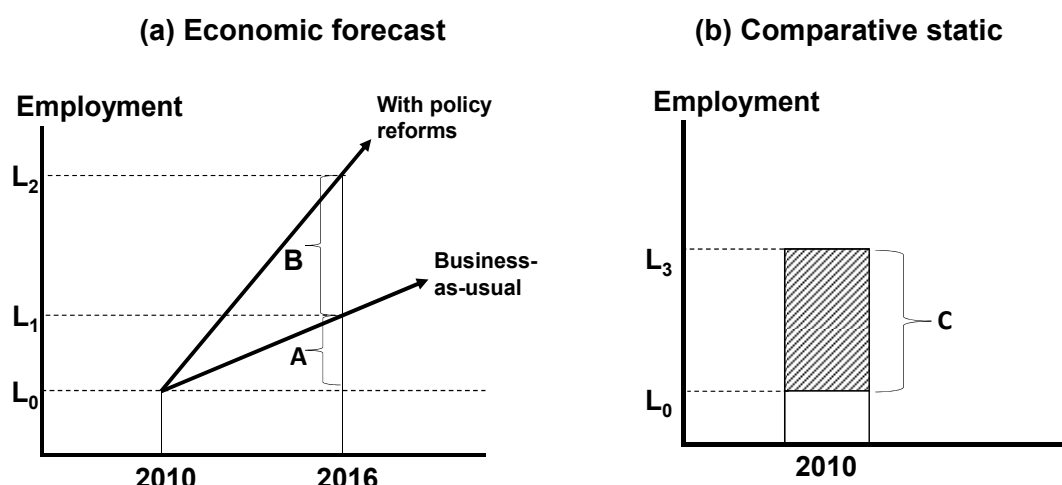 (a) Economic forecast
Employment
With policy
reforms
L₂
B
Business-
as-usual
L₁
A
L₀
2010
2016
(b) Comparative static
Employment
L₃
C
L₀
2010